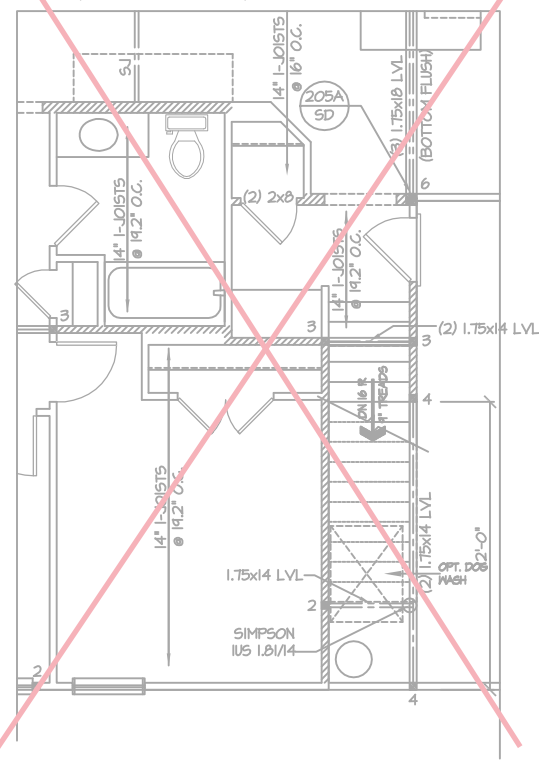 SJ
14" I-JOISTS
@ 16" O.C.
205A
SD
(3) 1.75x18 LVL
(BOTTOM FLUSH)
6
14" I-JOISTS
@ 19.2" O.C.
(2) 2x8
14" I-JOISTS
@ 19.2" O.C.
3
3
(2) 1.75x14 LVL
3
DN 16 R
9" TREADS
4
14" I-JOISTS
@ 19.2" O.C.
(2) 1.75x14 LVL
12'-0"
OPT. DOG
WASH
1.75x14 LVL
2
SIMPSON
IUS 1.81/14
2
4